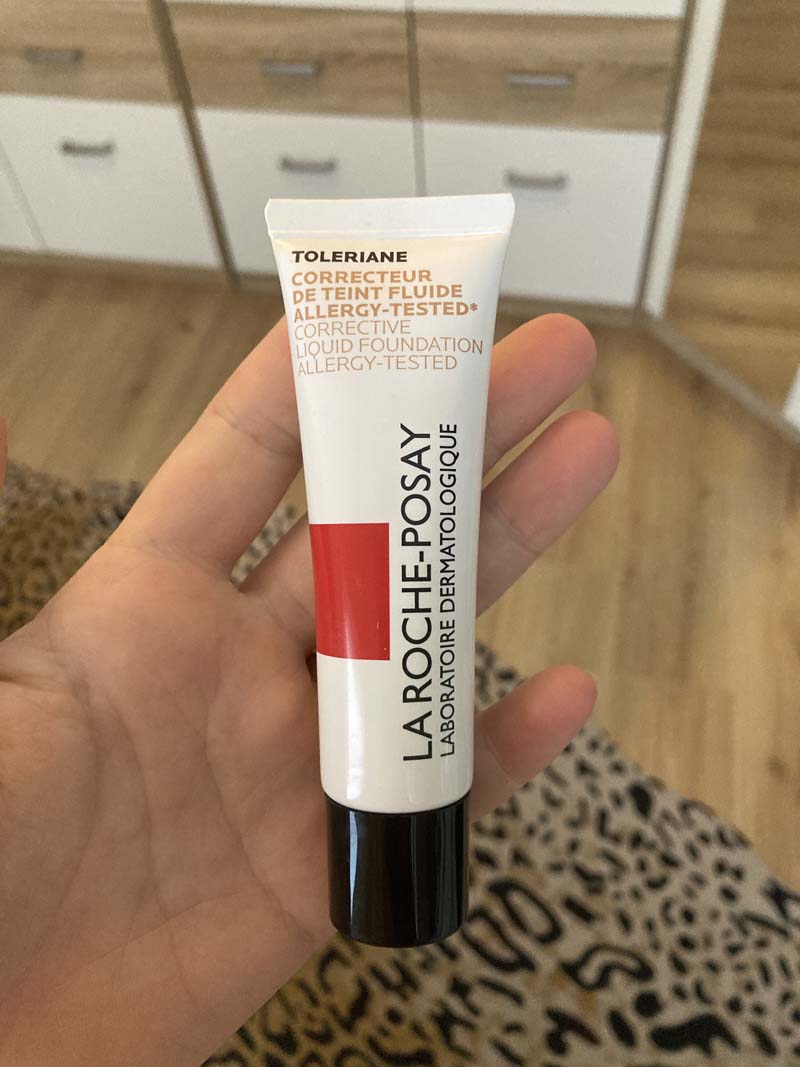 TOLERIANE
CORRECTEUR
DE TEINT FLUIDE
ALLERGY-TESTED*
CORRECTIVE
LIQUID FOUNDATION
ALLERGY-TESTED
LA ROCHE-POSAY
LABORATOIRE DERMATOLOGIQUE